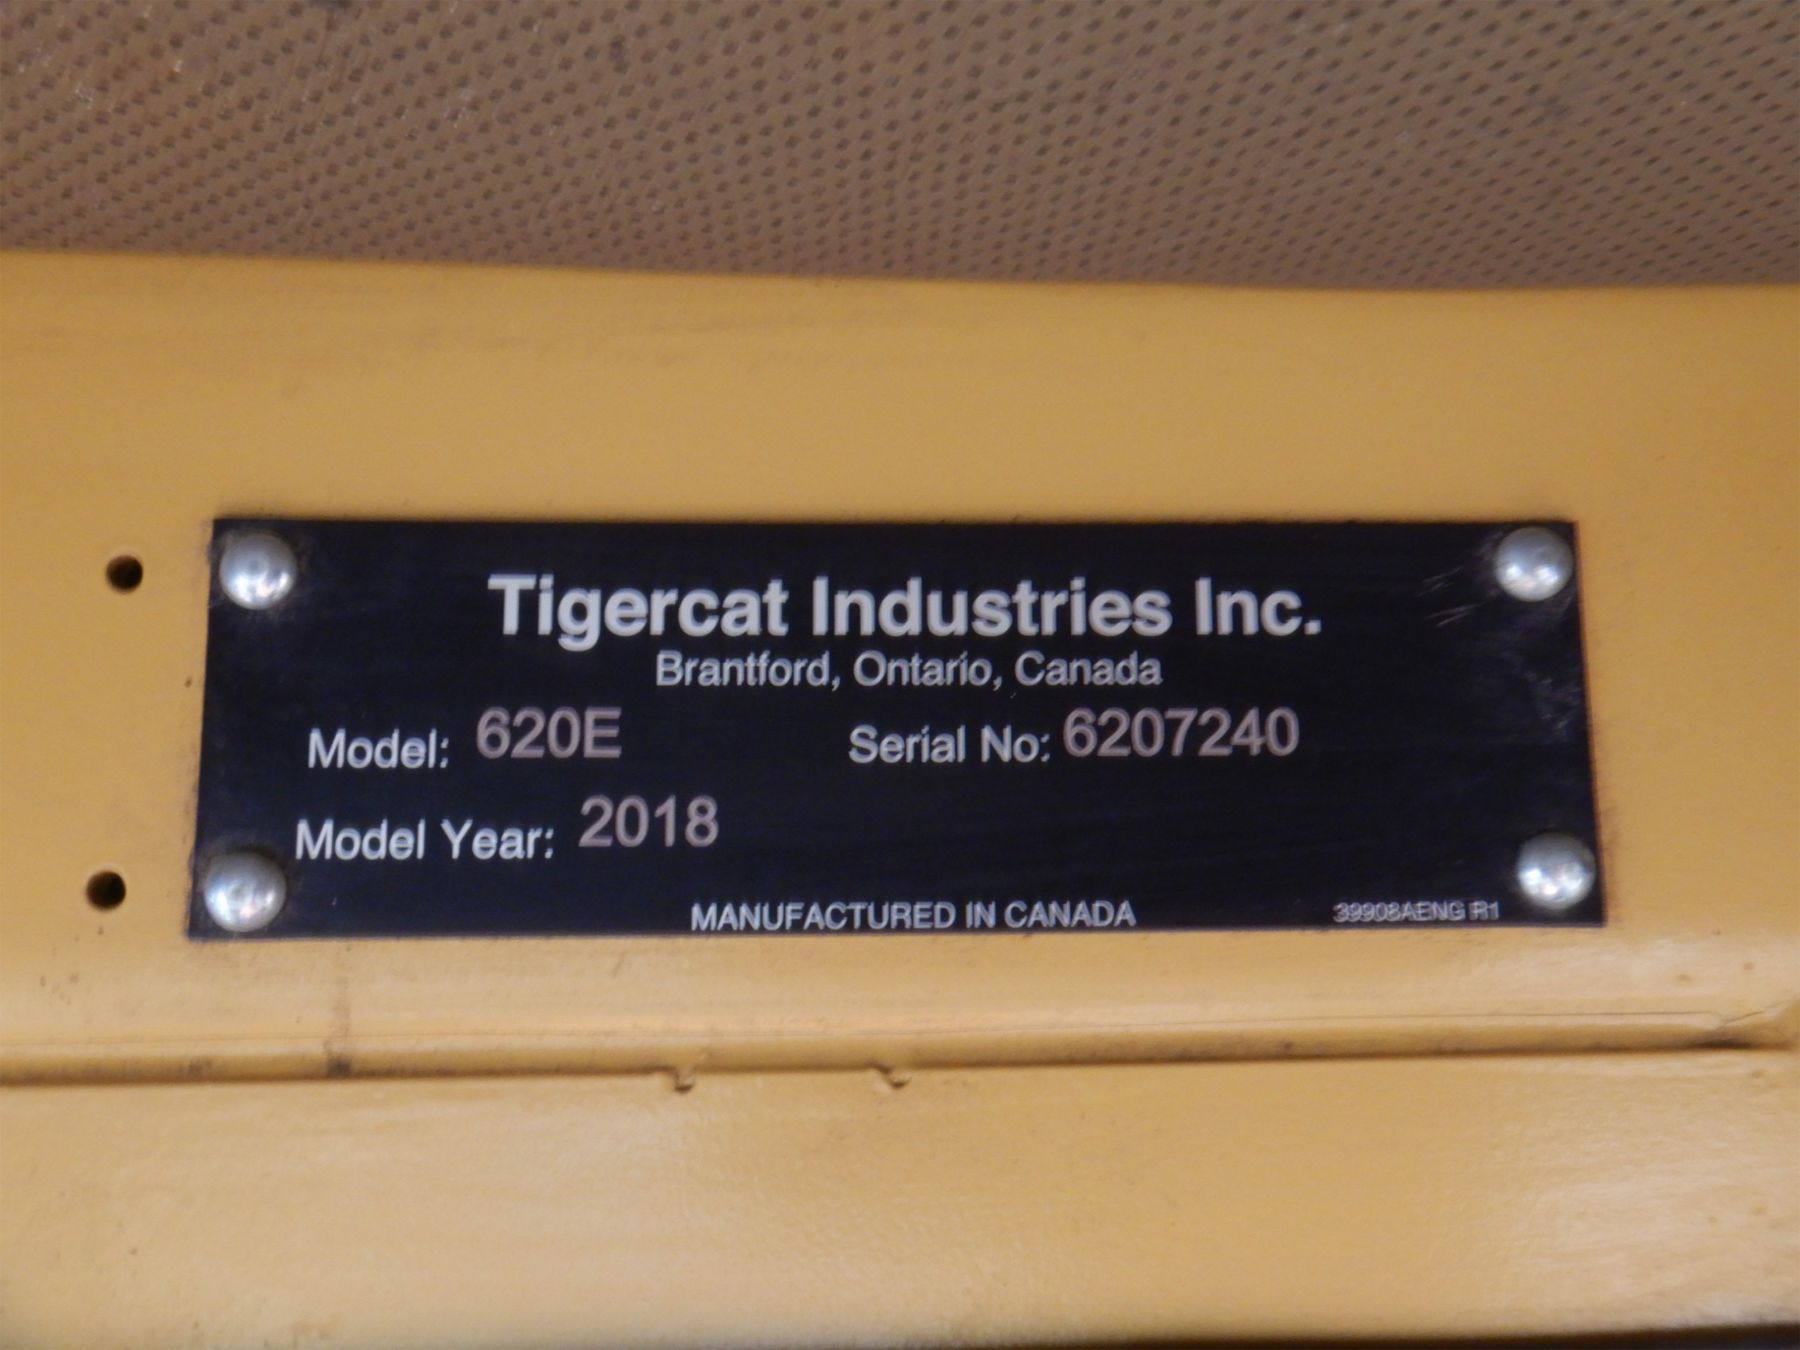 Tigercat Industries Inc.
Brantford, Ontario, Canada
Model: 620E Serial No: 6207240
Model Year: 2018
MANUFACTURED IN CANADA 39908AENG R1